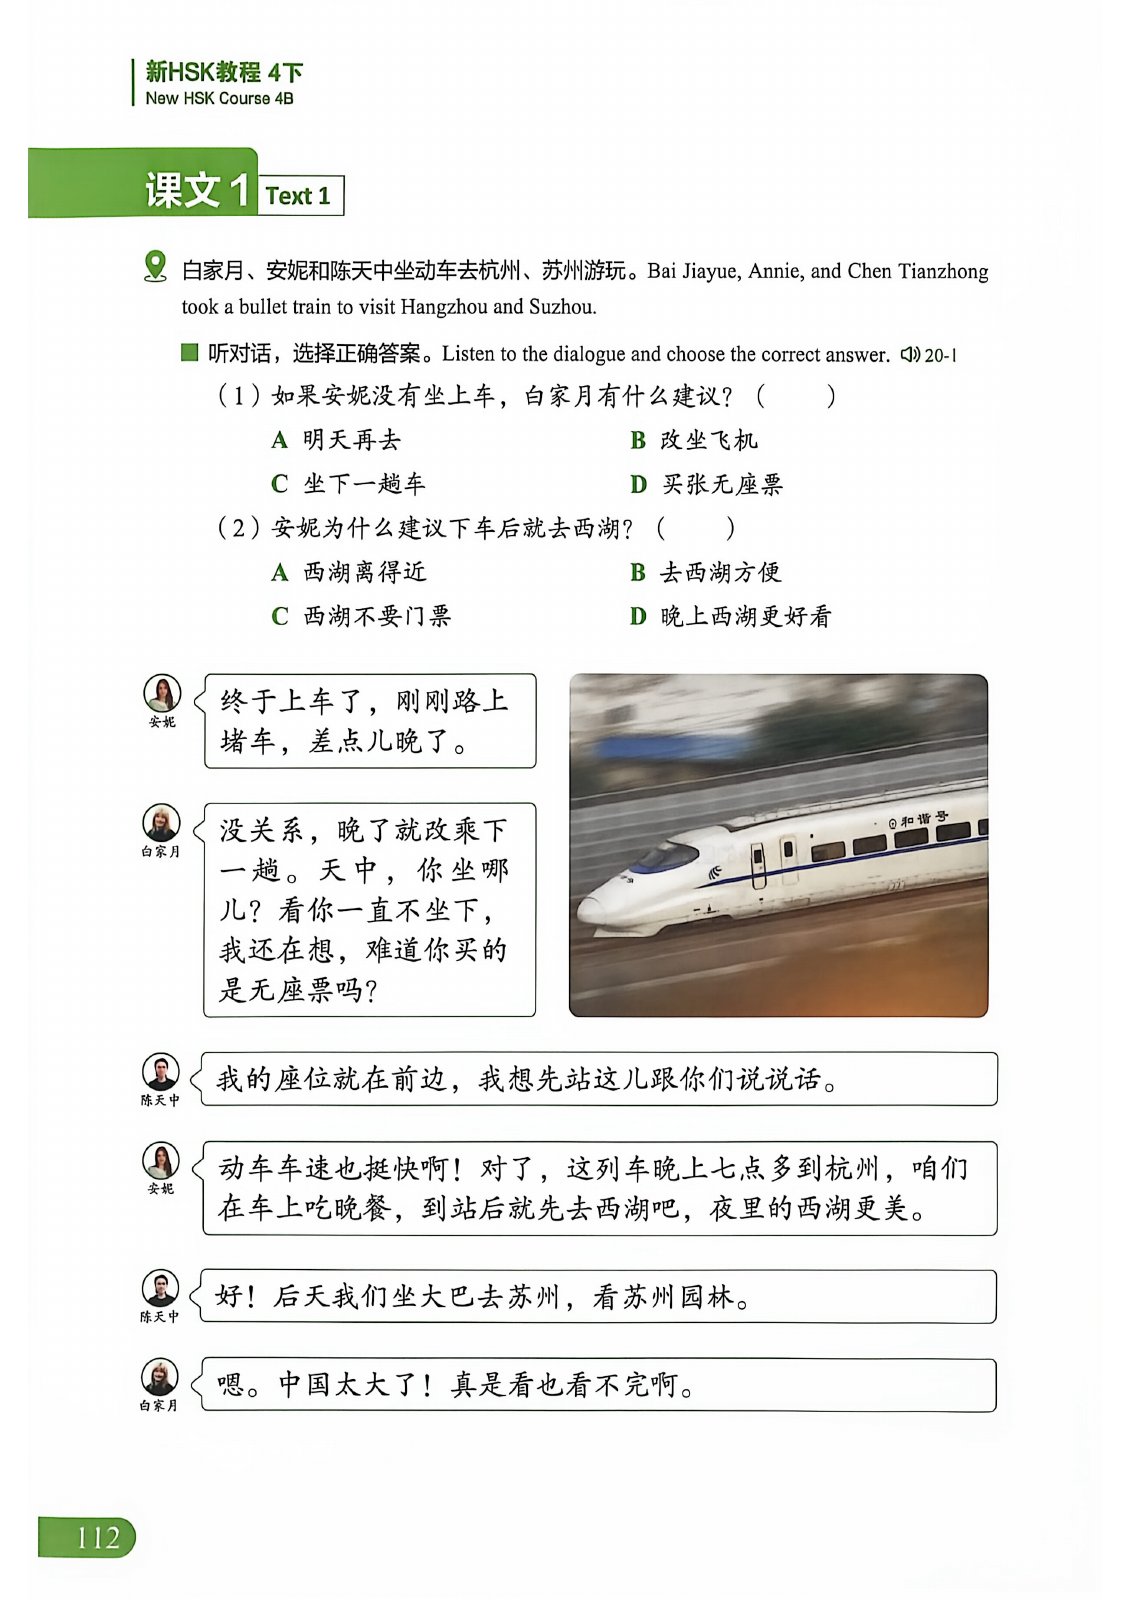 新HSK教程 4下
New HSK Course 4B
课文1 Text 1
白家月、安妮和陈天中坐动车去杭州、苏州游玩。Bai Jiayue, Annie, and Chen Tianzhong
took a bullet train to visit Hangzhou and Suzhou.
听对话，选择正确答案。Listen to the dialogue and choose the correct answer. 20-1
（1）如果安妮没有坐上车，白家月有什么建议？（　　）
A 明天再去 B 改坐飞机
C 坐下一趟车 D 买张无座票
（2）安妮为什么建议下车后就去西湖？（　　）
A 西湖离得近 B 去西湖方便
C 西湖不要门票 D 晚上西湖更好看
安妮
终于上车了，刚刚路上
堵车，差点儿晚了。
白家月
没关系，晚了就改乘下
一趟。天中，你坐哪
儿？看你一直不坐下，
我还在想，难道你买的
是无座票吗？
和谐号
陈天中
我的座位就在前边，我想先站这儿跟你们说说话。
安妮
动车车速也挺快啊！对了，这列车晚上七点多到杭州，咱们
在车上吃晚餐，到站后就先去西湖吧，夜里的西湖更美。
陈天中
好！后天我们坐大巴去苏州，看苏州园林。
白家月
嗯。中国太大了！真是看也看不完啊。
112